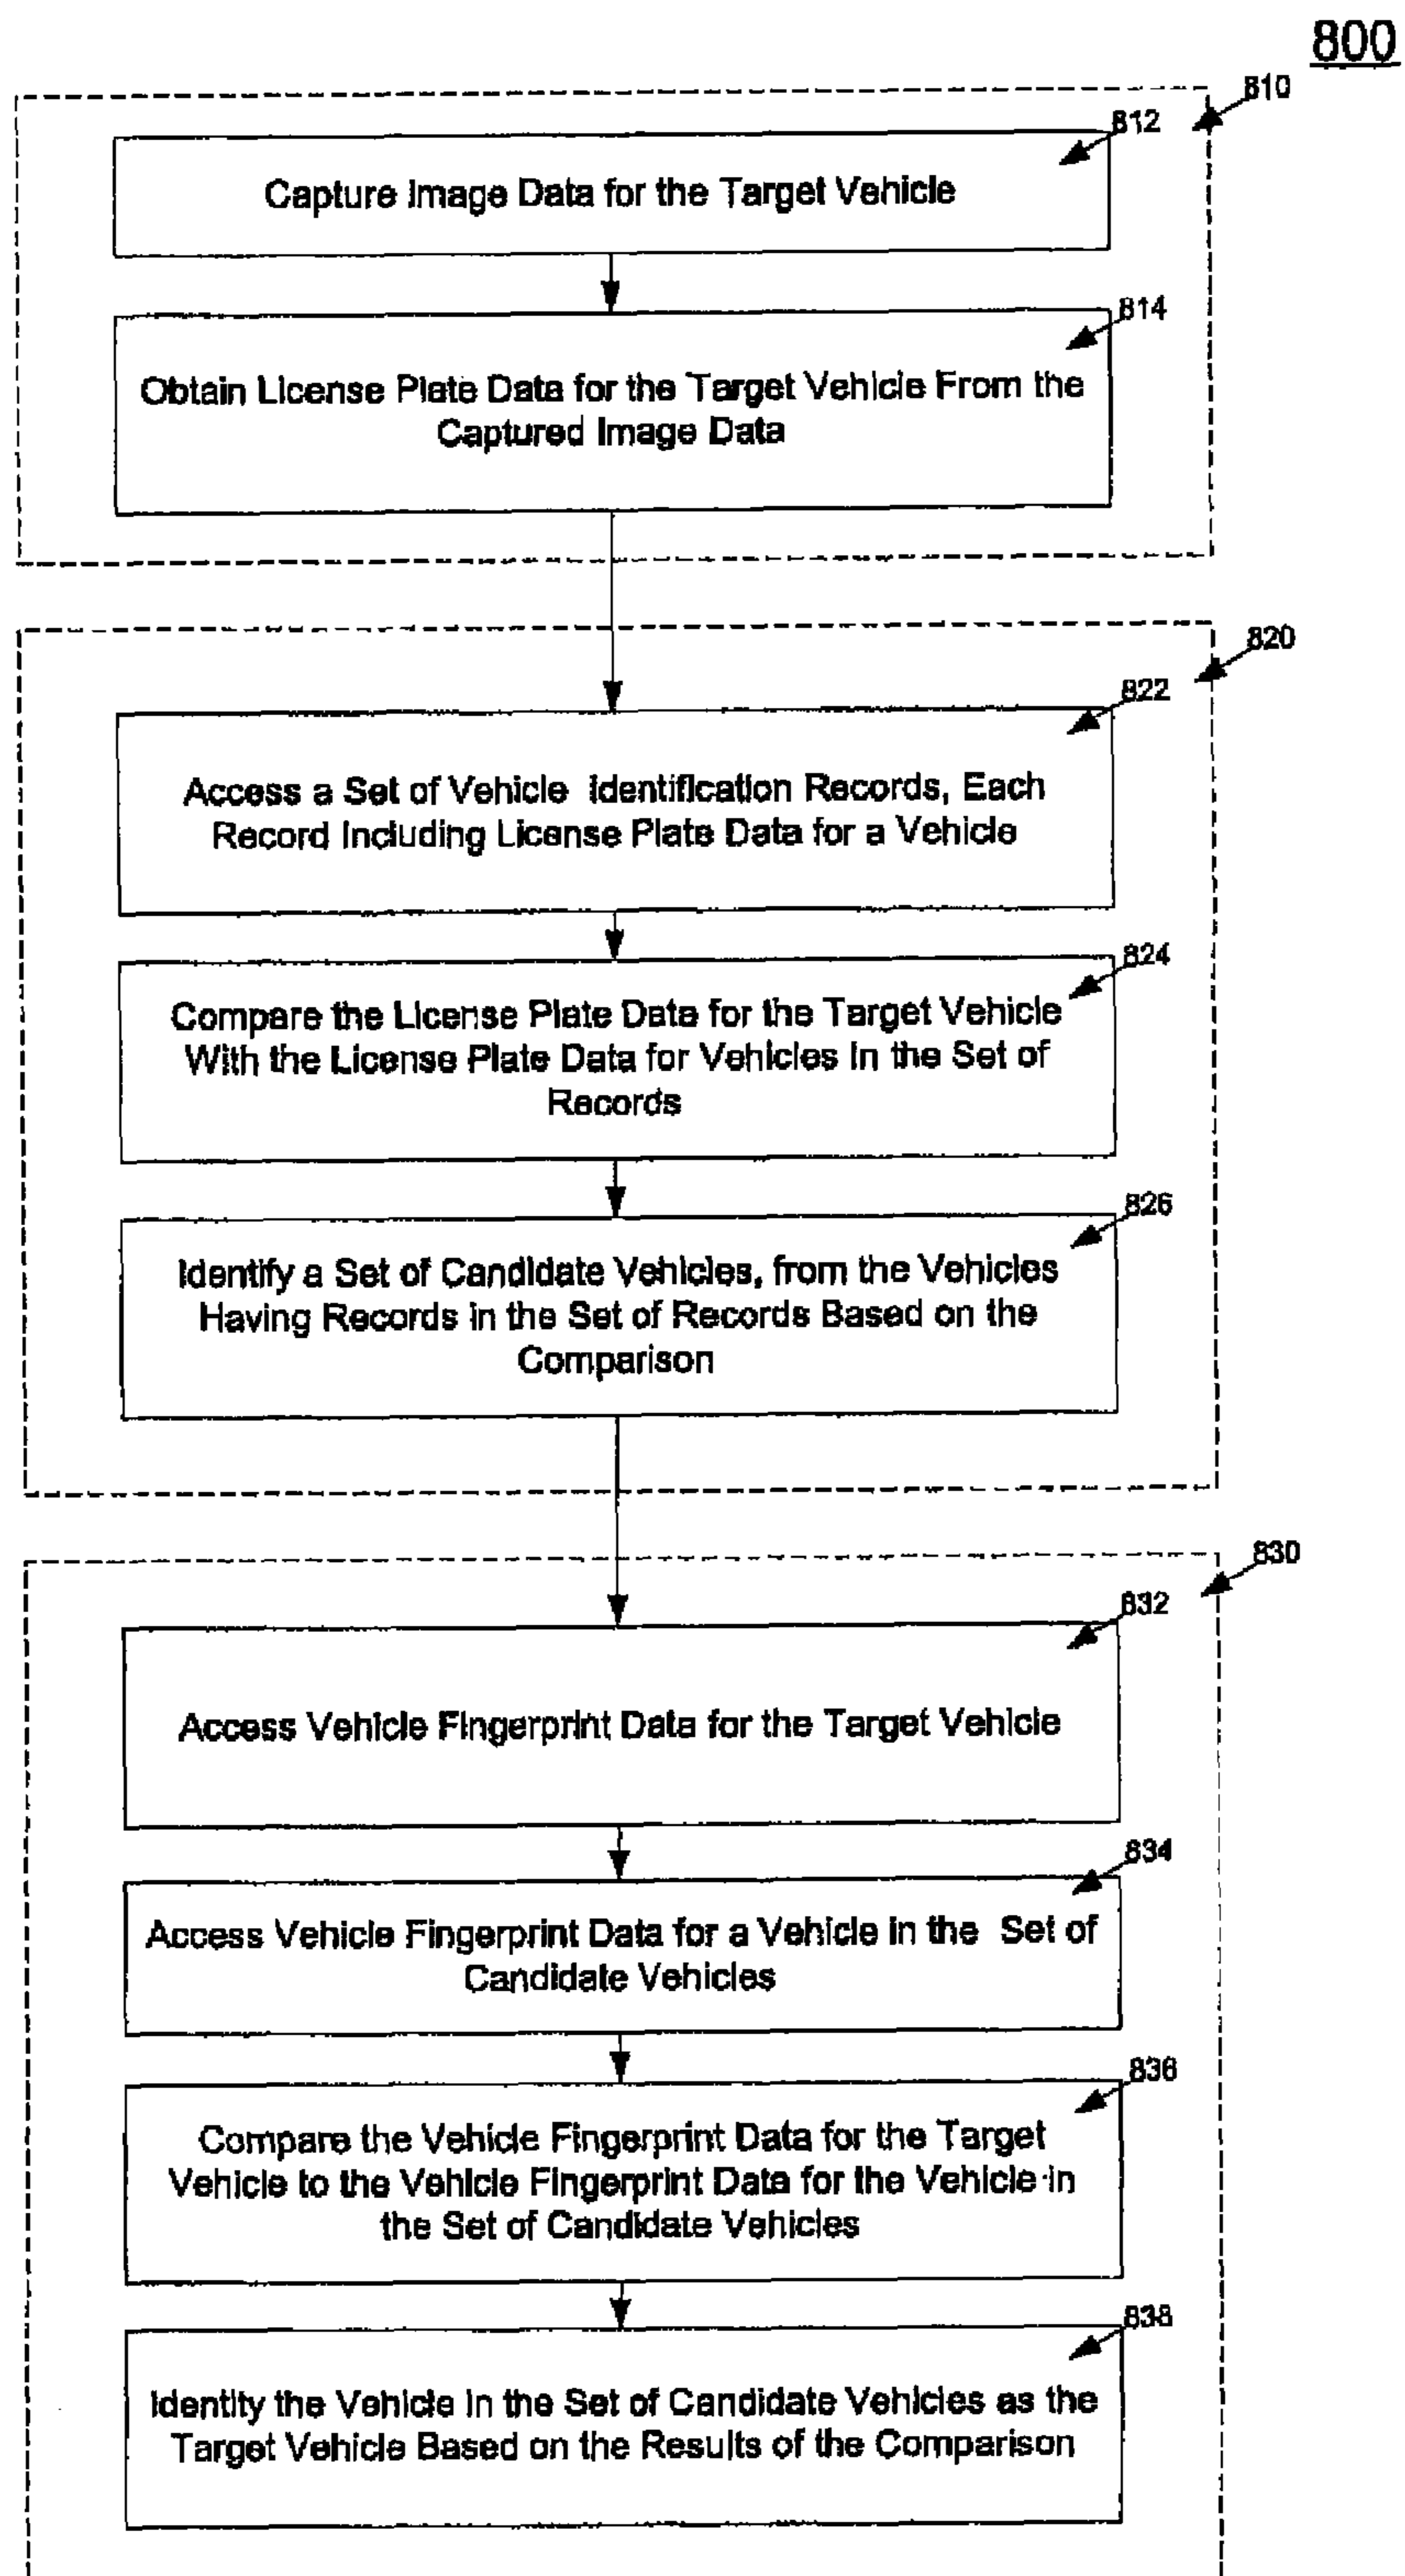 800
810
812
Capture Image Data for the Target Vehicle
814
Obtain License Plate Data for the Target Vehicle From the
Captured Image Data
820
822
Access a Set of Vehicle Identification Records, Each
Record Including License Plate Data for a Vehicle
824
Compare the License Plate Data for the Target Vehicle
With the License Plate Data for Vehicles in the Set of
Records
826
Identify a Set of Candidate Vehicles, from the Vehicles
Having Records in the Set of Records Based on the
Comparison
830
832
Access Vehicle Fingerprint Data for the Target Vehicle
834
Access Vehicle Fingerprint Data for a Vehicle in the Set of
Candidate Vehicles
836
Compare the Vehicle Fingerprint Data for the Target
Vehicle to the Vehicle Fingerprint Data for the Vehicle in
the Set of Candidate Vehicles
838
Identify the Vehicle in the Set of Candidate Vehicles as the
Target Vehicle Based on the Results of the Comparison